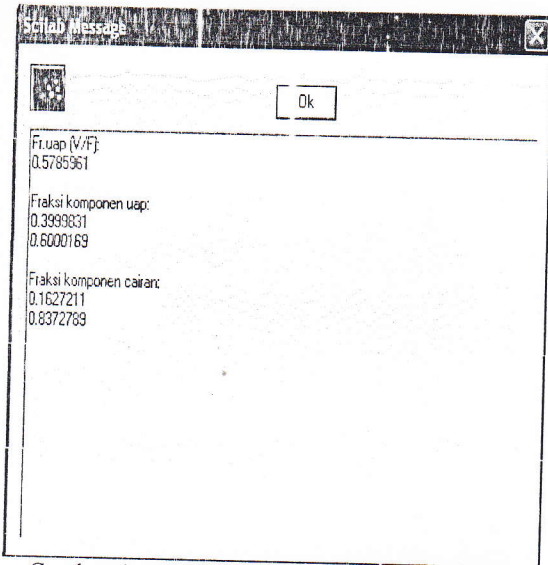 Scilab Message
Ok
Fr.uap (V/F):
0.5785961
Fraksi komponen uap:
0.3999831
0.6000169
Fraksi komponen cairan:
0.1627211
0.8372789